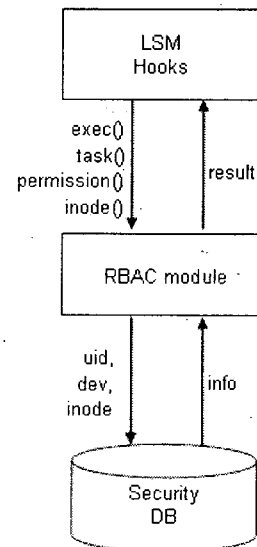 LSM
Hooks
exec()
task()
permission()
inode()
result
RBAC module
uid,
dev,
inode
info
Security
DB